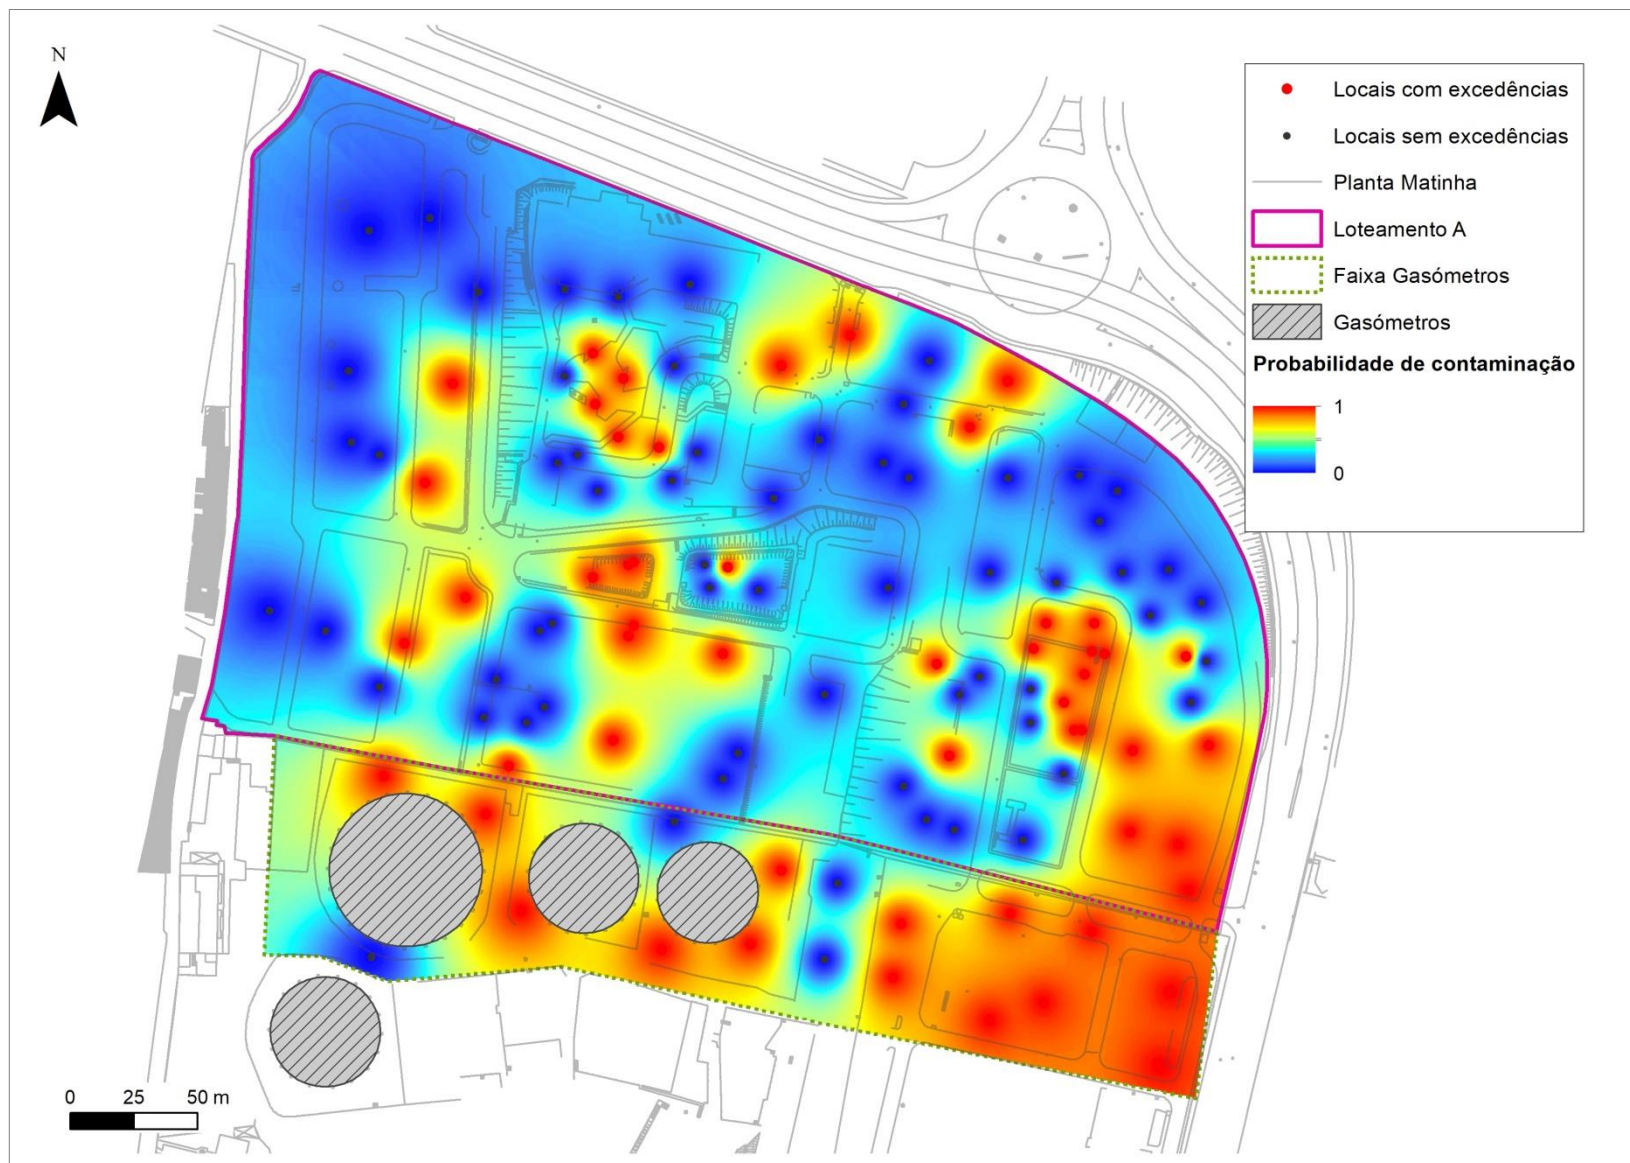 N
Locais com excedências
Locais sem excedências
Planta Matinha
Loteamento A
Faixa Gasómetros
Gasómetros
Probabilidade de contaminação
1
0
0 25 50 m